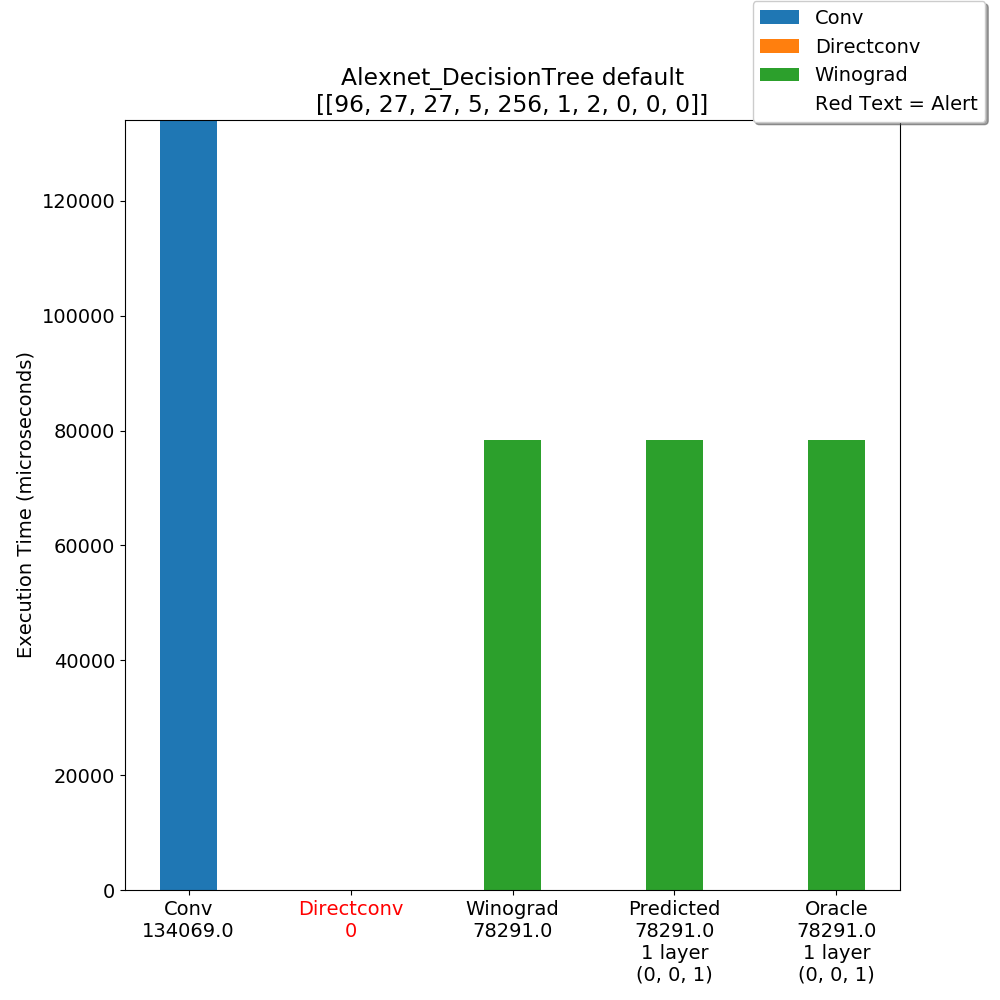 Conv
Directconv
Winograd
Red Text = Alert
Alexnet_DecisionTree default
[[96, 27, 27, 5, 256, 1, 2, 0, 0, 0]]
Execution Time (microseconds)
120000
100000
80000
60000
40000
20000
0
Conv
134069.0
Directconv
0
Winograd
78291.0
Predicted
78291.0
1 layer
(0, 0, 1)
Oracle
78291.0
1 layer
(0, 0, 1)